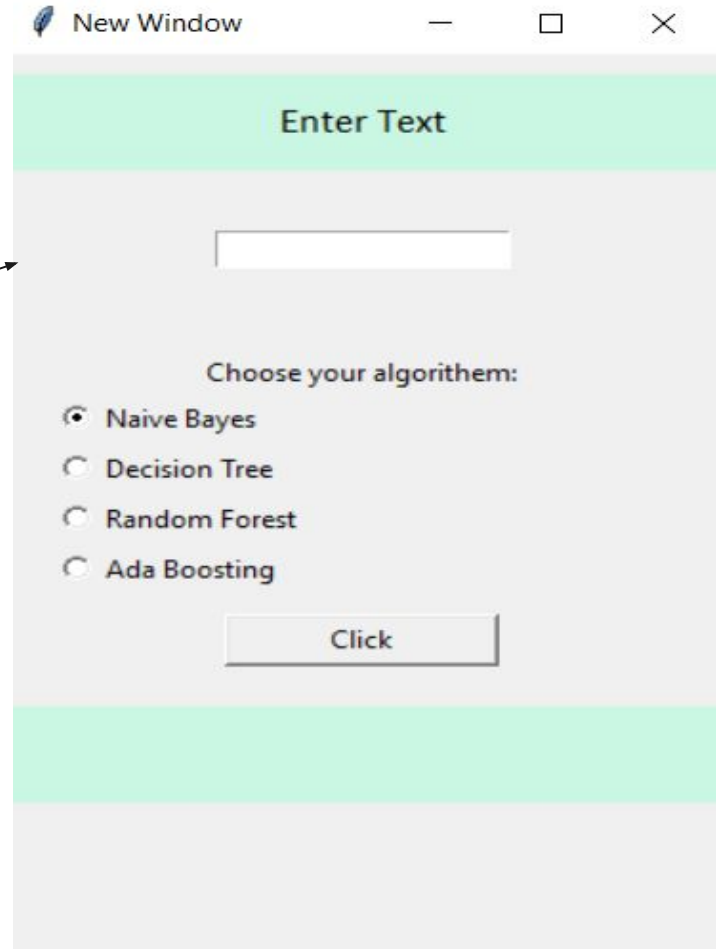 New Window
Enter Text
Choose your algorithem:
Naive Bayes
Decision Tree
Random Forest
Ada Boosting
Click